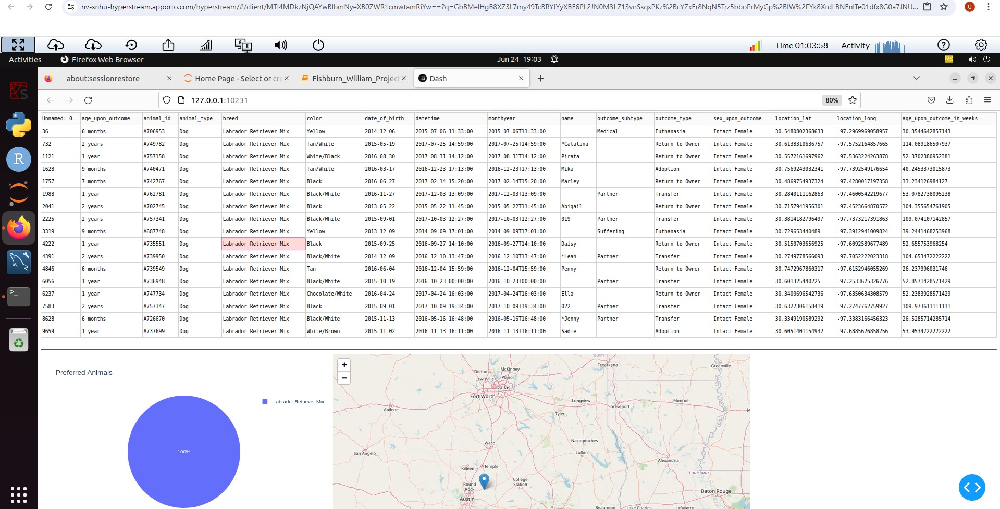 nv-snhu-hyperstream.apporto.com/hyperstream/#/client/MTI4MDkzNjQAYwBlbmNyeXB0ZWR1cmwtamRiYw==?q=GbBMelHgB8XZ3L7my49TcBRYJYyXBE6PL2JN0M3LZ13vnSsqsPKz%2BcYZxEr8NqN5Trz5bboPrMyGp%2BIW%2FYk8XrdLBNEnITe01dfx8G0a7JNU...
U
Time 01:03:58 Activity
Activities Firefox Web Browser Jun 24 19:03
about:sessionrestore Home Page - Select or cre Fishburn_William_Project Dash
127.0.0.1:10231 80%
Unnamed: 0 age_upon_outcome animal_id animal_type breed color date_of_birth datetime monthyear name outcome_subtype outcome_type sex_upon_outcome location_lat location_long age_upon_outcome_in_weeks
36 6 months A706953 Dog Labrador Retriever Mix Yellow 2014-12-06 2015-07-06 11:33:00 2015-07-06T11:33:00 Medical Euthanasia Intact Female 30.5480802368633 -97.2969969058957 30.3544642857143
732 2 years A749782 Dog Labrador Retriever Mix Tan/White 2015-05-19 2017-07-25 14:59:00 2017-07-25T14:59:00 *Catalina Return to Owner Intact Female 30.6138310636757 -97.5752164857665 114.089186507937
1121 1 year A757158 Dog Labrador Retriever Mix White/Black 2016-08-30 2017-08-31 14:12:00 2017-08-31T14:12:00 Pirata Return to Owner Intact Female 30.5572161697962 -97.5363224263878 52.3702380952381
1628 9 months A740471 Dog Labrador Retriever Mix Tan/White 2016-03-17 2016-12-23 17:13:00 2016-12-23T17:13:00 Mika Adoption Intact Female 30.7569243032341 -97.7392549176654 40.2453373015873
1757 7 months A742767 Dog Labrador Retriever Mix Black 2016-06-27 2017-02-14 15:20:00 2017-02-14T15:20:00 Marley Return to Owner Intact Female 30.4869754937324 -97.4280017197358 33.234126984127
1988 1 year A762781 Dog Labrador Retriever Mix Black/White 2016-11-27 2017-12-03 13:09:00 2017-12-03T13:09:00 Partner Transfer Intact Female 30.2840111162863 -97.4600542219677 53.0782738095238
2041 2 years A702745 Dog Labrador Retriever Mix Black 2013-05-22 2015-05-22 11:45:00 2015-05-22T11:45:00 Abigail Return to Owner Intact Female 30.7157941956301 -97.4523664870572 104.355654761905
2225 2 years A757341 Dog Labrador Retriever Mix Black/White 2015-09-01 2017-10-03 12:27:00 2017-10-03T12:27:00 019 Partner Transfer Intact Female 30.3814182796497 -97.7373217391863 109.074107142857
3319 9 months A687748 Dog Labrador Retriever Mix Yellow 2013-12-09 2014-09-09 17:01:00 2014-09-09T17:01:00 Suffering Euthanasia Intact Female 30.729653440489 -97.3912941009824 39.2441468253968
4222 1 year A735551 Dog Labrador Retriever Mix Black 2015-09-25 2016-09-27 14:10:00 2016-09-27T14:10:00 Daisy Return to Owner Intact Female 30.5150703656925 -97.6092589677489 52.655753968254
4391 2 years A739950 Dog Labrador Retriever Mix Black/White 2014-12-09 2016-12-10 13:47:00 2016-12-10T13:47:00 *Leah Partner Transfer Intact Female 30.2749778566093 -97.7052222023318 104.653472222222
4846 6 months A739549 Dog Labrador Retriever Mix Tan 2016-06-04 2016-12-04 15:59:00 2016-12-04T15:59:00 Penny Return to Owner Intact Female 30.7472967860317 -97.6152946055269 26.237996031746
6056 1 year A736948 Dog Labrador Retriever Mix Black/White 2015-10-19 2016-10-23 00:00:00 2016-10-23T00:00:00 Partner Transfer Intact Female 30.601325440225 -97.2533625326776 52.8571428571429
6237 1 year A747734 Dog Labrador Retriever Mix Chocolate/White 2016-04-24 2017-04-24 16:03:00 2017-04-24T16:03:00 Ella Return to Owner Intact Female 30.3400696542736 -97.6350634308579 52.2383928571429
7583 2 years A757347 Dog Labrador Retriever Mix Black 2015-09-01 2017-10-09 19:34:00 2017-10-09T19:34:00 022 Partner Transfer Intact Female 30.6322306158419 -97.2747762759927 109.973611111111
8628 6 months A726670 Dog Labrador Retriever Mix Black/White 2015-11-13 2016-05-16 16:48:00 2016-05-16T16:48:00 *Jenny Partner Transfer Intact Female 30.3349190589292 -97.3383166456323 26.5285714285714
9659 1 year A737699 Dog Labrador Retriever Mix White/Brown 2015-11-02 2016-11-13 16:11:00 2016-11-13T16:11:00 Sadie Adoption Intact Female 30.6051401154932 -97.6885626858256 53.9534722222222
Preferred Animals
Labrador Retriever Mix
100%
+
−
Texarkana
Greenville
Denton
McKinney
Lewisville
Plano
Dallas
Fort Worth
Longview
Monroe
Shreveport
Abilene
Tyler
Waco
Nacogdoches
San Angelo
Lufkin
Alexandria
Killeen
Temple
Louisiana
College Station
Round Rock
Baton Rouge
Austin
Beaumont
Lake Charles
Lafayette